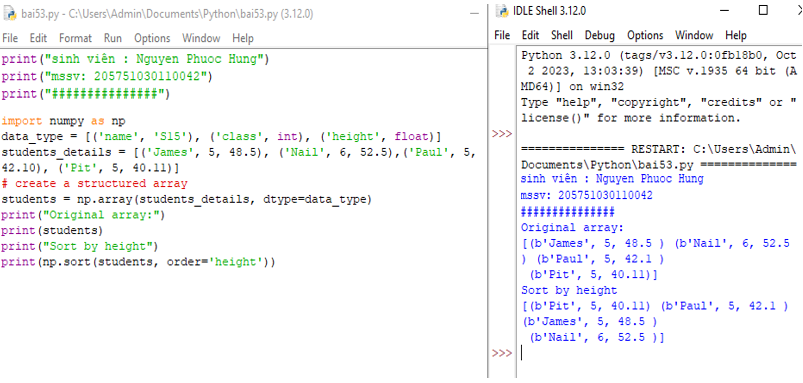 bai53.py - C:\Users\Admin\Documents\Python\bai53.py (3.12.0)
File Edit Format Run Options Window Help
print("sinh viên : Nguyen Phuoc Hung")
print("mssv: 205751030110042")
print("###############")
import numpy as np
data_type = [('name', 'S15'), ('class', int), ('height', float)]
students_details = [('James', 5, 48.5), ('Nail', 6, 52.5),('Paul', 5,
42.10), ('Pit', 5, 40.11)]
# create a structured array
students = np.array(students_details, dtype=data_type)
print("Original array:")
print(students)
print("Sort by height")
print(np.sort(students, order='height'))
IDLE Shell 3.12.0
File Edit Shell Debug Options Window Help
Python 3.12.0 (tags/v3.12.0:0fb18b0, Oct
 2 2023, 13:03:39) [MSC v.1935 64 bit (A
MD64)] on win32
Type "help", "copyright", "credits" or "
license()" for more information.
>>>
=============== RESTART: C:\Users\Admin\
Documents\Python\bai53.py ==============
sinh viên : Nguyen Phuoc Hung
mssv: 205751030110042
###############
Original array:
[(b'James', 5, 48.5 ) (b'Nail', 6, 52.5
) (b'Paul', 5, 42.1 )
 (b'Pit', 5, 40.11)]
Sort by height
[(b'Pit', 5, 40.11) (b'Paul', 5, 42.1 )
(b'James', 5, 48.5 )
 (b'Nail', 6, 52.5 )]
>>>